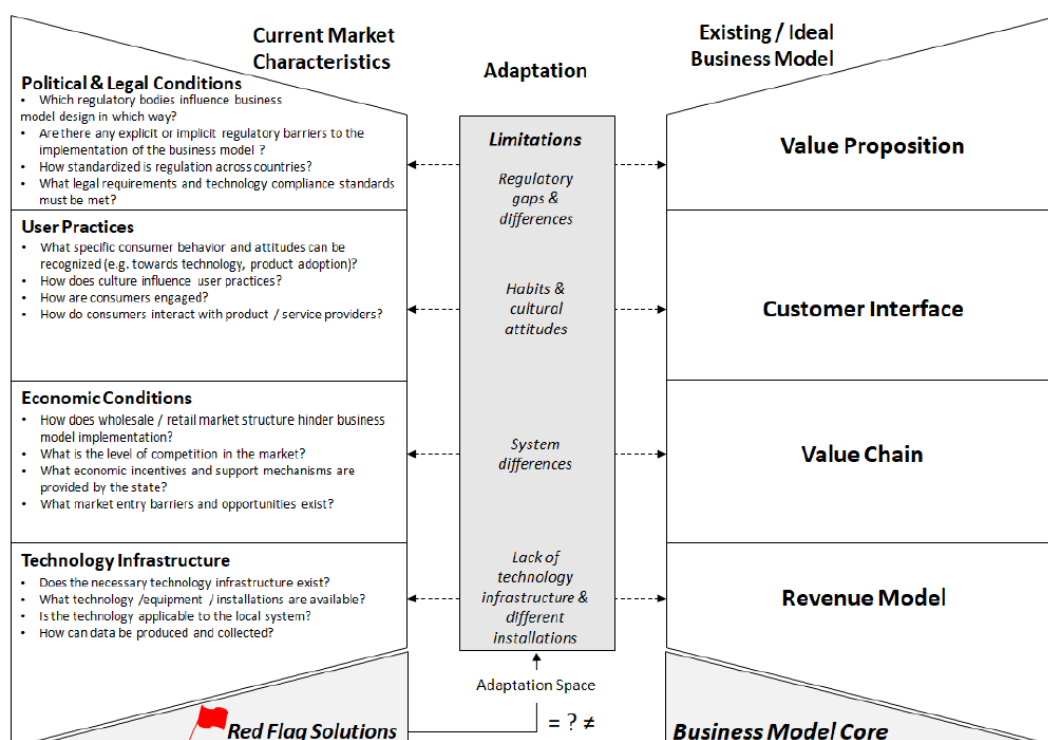 Current Market
Characteristics
Political & Legal Conditions
• Which regulatory bodies influence business
model design in which way?
• Are there any explicit or implicit regulatory barriers to the
implementation of the business model ?
• How standardized is regulation across countries?
• What legal requirements and technology compliance standards
must be met?
User Practices
• What specific consumer behavior and attitudes can be
recognized (e.g. towards technology, product adoption)?
• How does culture influence user practices?
• How are consumers engaged?
• How do consumers interact with product / service providers?
Economic Conditions
• How does wholesale / retail market structure hinder business
model implementation?
• What is the level of competition in the market?
• What economic incentives and support mechanisms are
provided by the state?
• What market entry barriers and opportunities exist?
Technology Infrastructure
• Does the necessary technology infrastructure exist?
• What technology /equipment / installations are available?
• Is the technology applicable to the local system?
• How can data be produced and collected?
Red Flag Solutions
Adaptation
Limitations
Regulatory
gaps &
differences
Habits &
cultural
attitudes
System
differences
Lack of
technology
infrastructure &
different
installations
Adaptation Space
= ? ≠
Existing / Ideal
Business Model
Value Proposition
Customer Interface
Value Chain
Revenue Model
Business Model Core